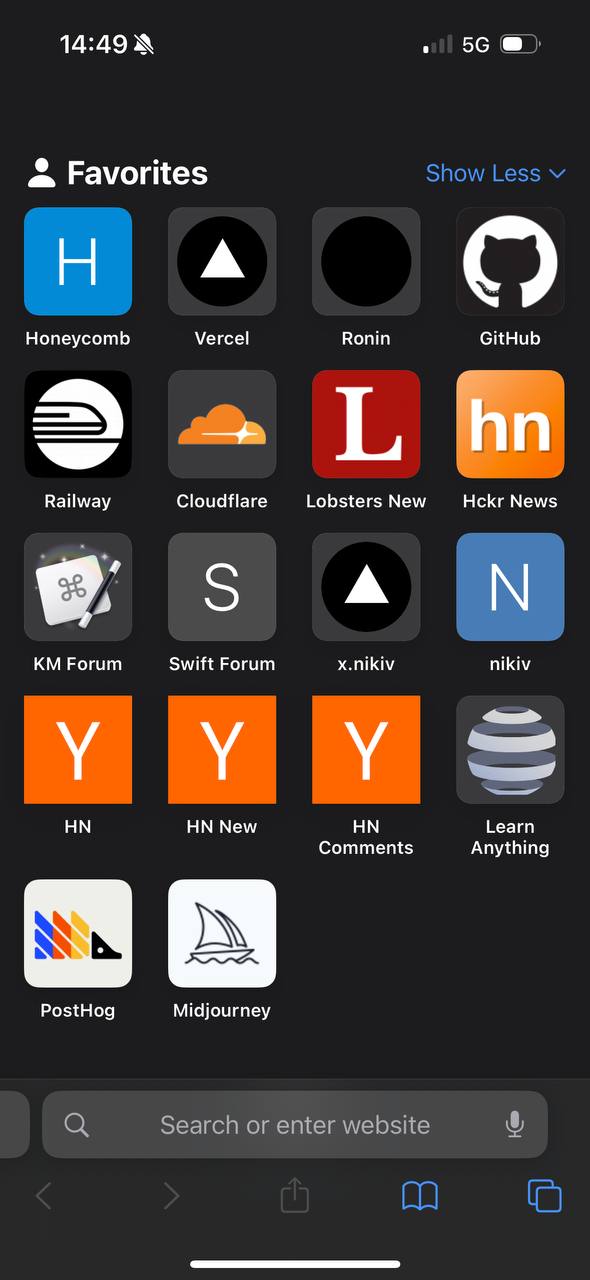 14:49 5G
Favorites Show Less
H
Honeycomb Vercel Ronin GitHub
L hn
Railway Cloudflare Lobsters New Hckr News
S N
KM Forum Swift Forum x.nikiv nikiv
Y Y Y
HN HN New HN Learn
Comments Anything
PostHog Midjourney
Search or enter website